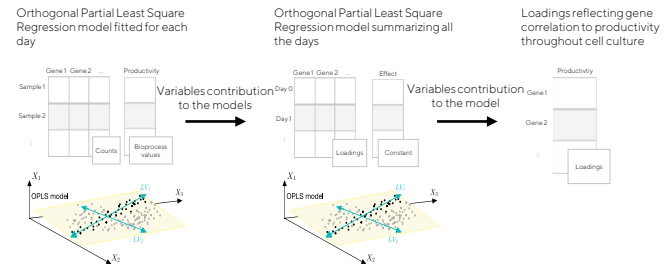 Orthogonal Partial Least Square
Regression model fitted for each
day
Orthogonal Partial Least Square
Regression model summarizing all
the days
Loadings reflecting gene
correlation to productivity
throughout cell culture
Gene 1 Gene 2 ...
Productivity
Sample 1
Sample 2
:
Counts
Bioprocess
values
Variables contribution
to the models
Gene 1 Gene 2 ...
Effect
Day 0
Day 1
:
Loadings
Constant
Variables contribution
to the model
Productivtiy
Gene 1
Gene 2
:
Loadings
X₁
OPLS model
LV₁
X₃
LV₂
X₂
X₁
OPLS model
LV₁
X₃
LV₂
X₂